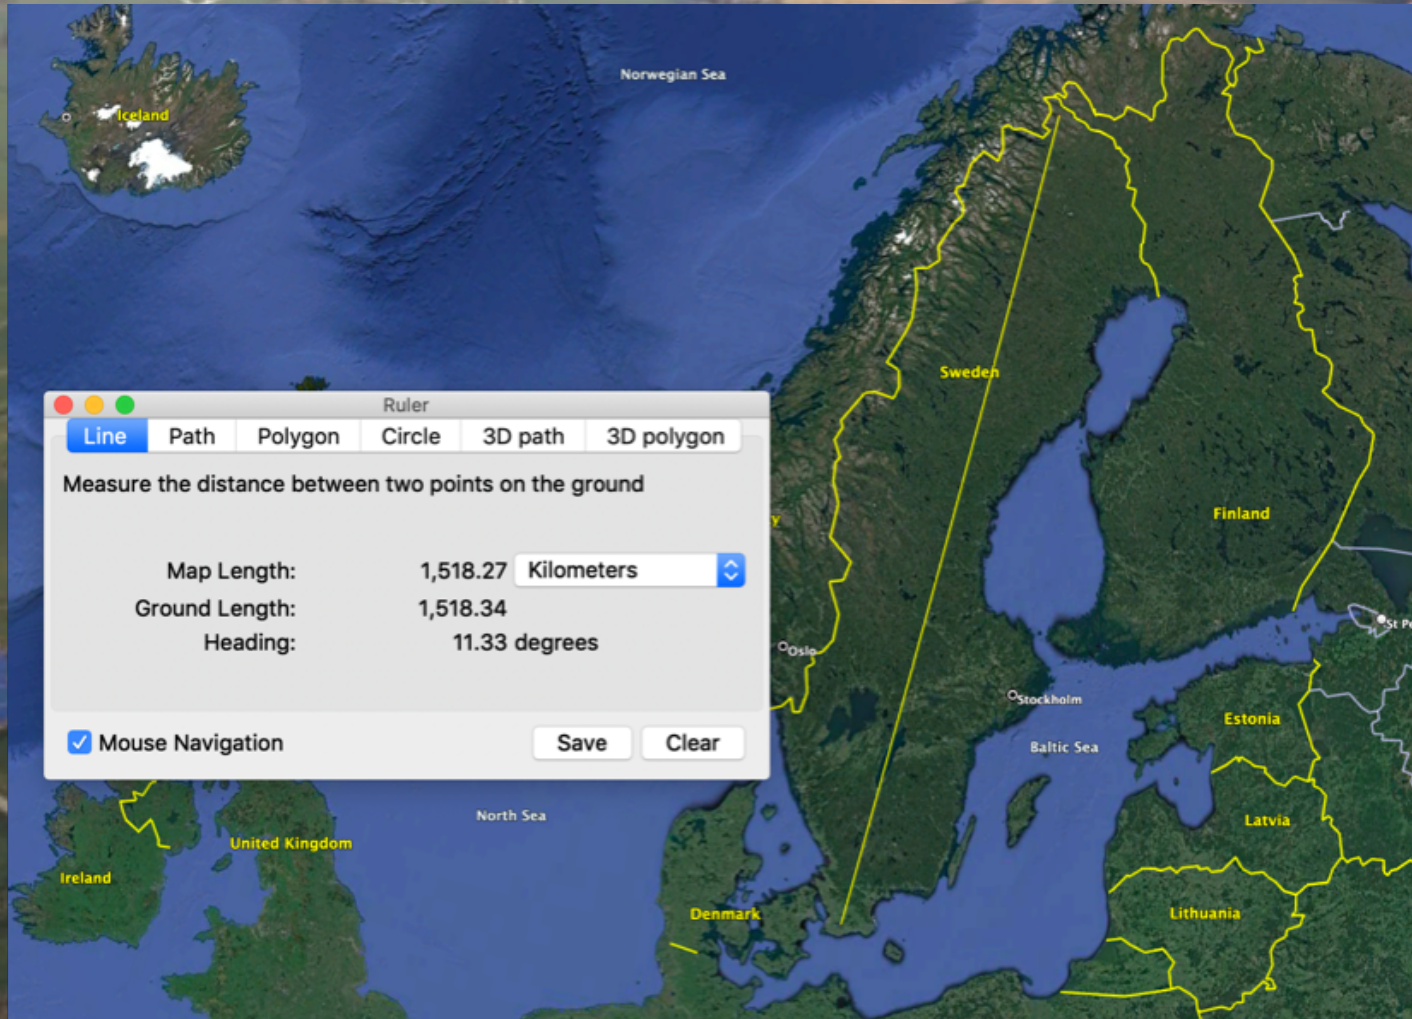 Norwegian Sea
Iceland
Sweden
Ruler
Line Path Polygon Circle 3D path 3D polygon
Measure the distance between two points on the ground
Map Length: 1,518.27 Kilometers
Ground Length: 1,518.34
Heading: 11.33 degrees
Mouse Navigation Save Clear
Finland
Oslo
Stockholm
Baltic Sea
Estonia
North Sea
Latvia
United Kingdom
Ireland
Denmark
Lithuania